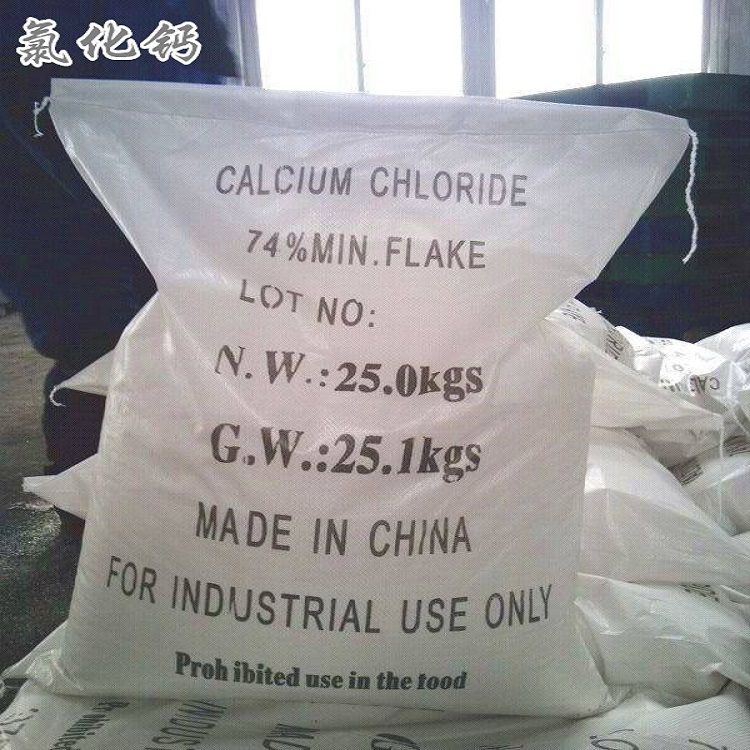 氯化钙
CALCIUM CHLORIDE
74%MIN.FLAKE
LOT NO:
N.W.:25.0kgs
G.W.:25.1kgs
MADE IN CHINA
FOR INDUSTRIAL USE ONLY
Proh ibited use in the food